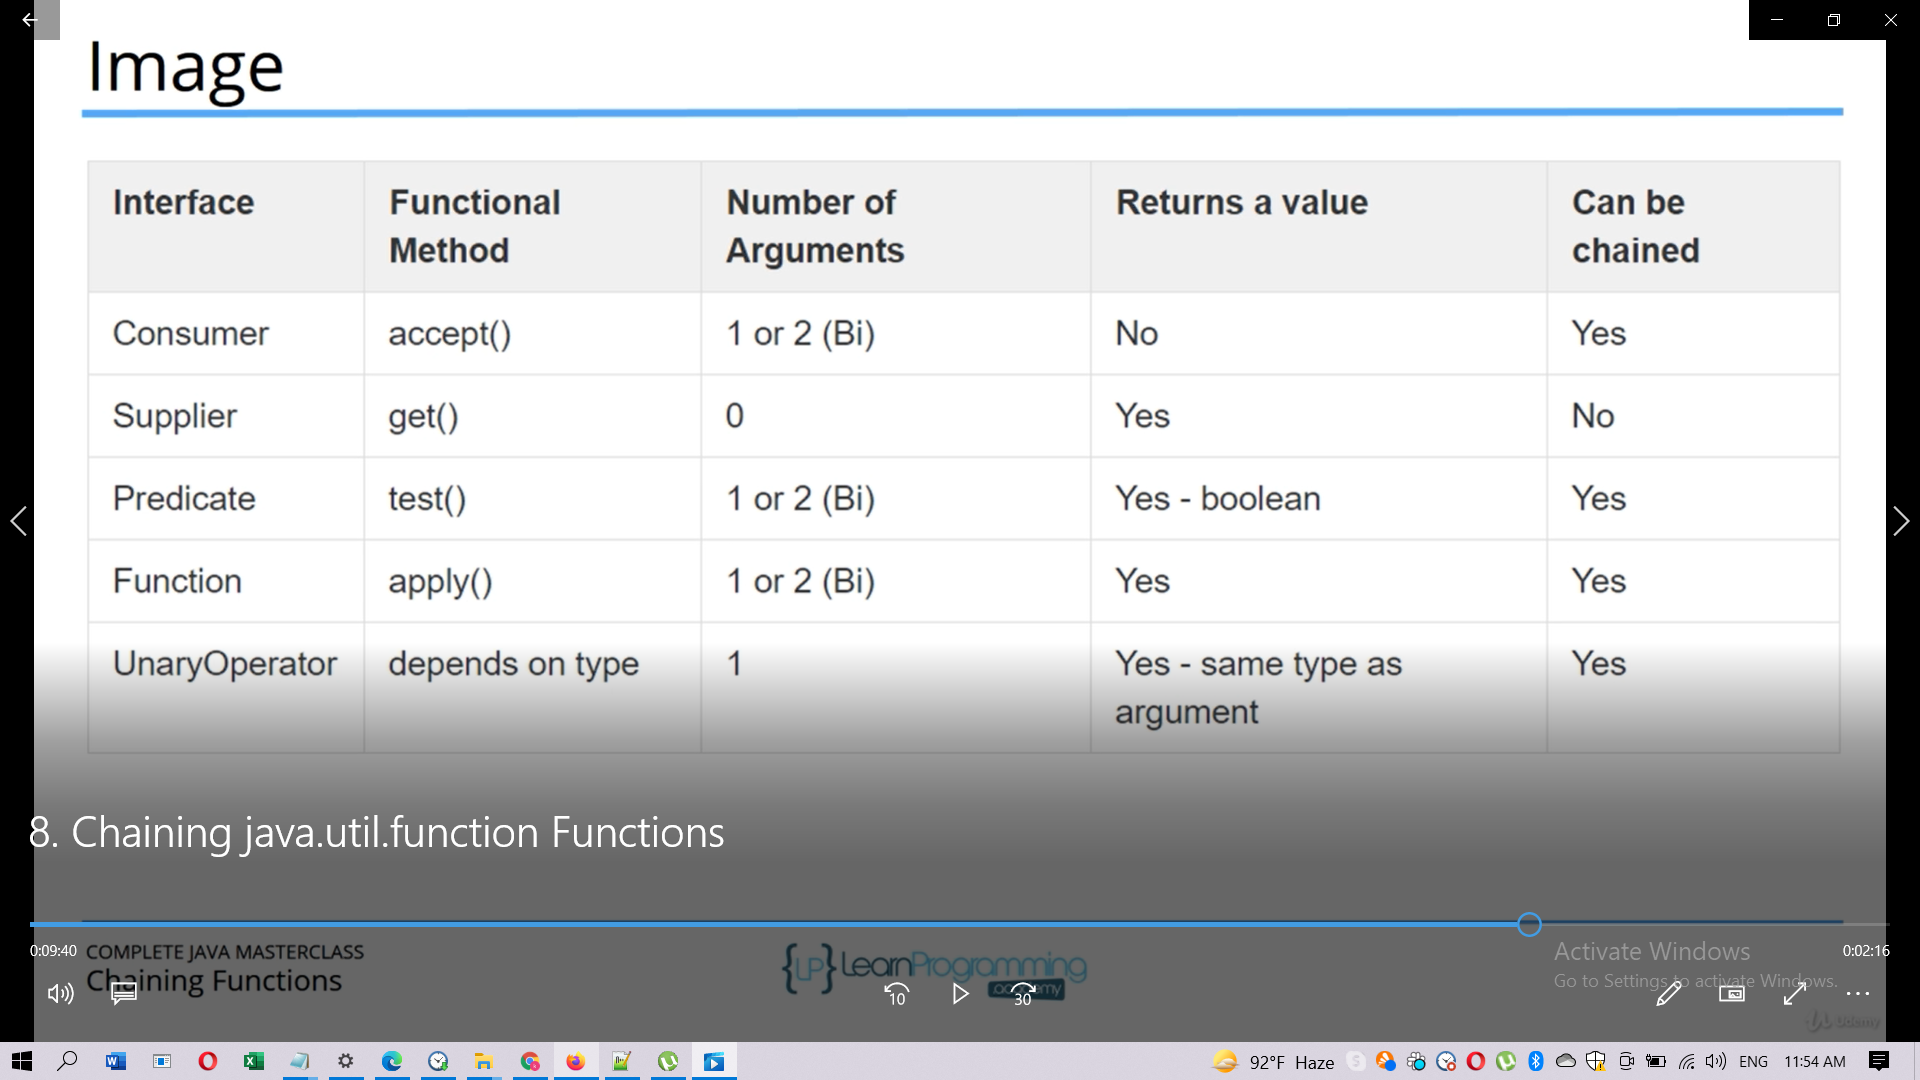 Image
Interface Functional Method Number of Arguments Returns a value Can be chained
Consumer accept() 1 or 2 (Bi) No Yes
Supplier get() 0 Yes No
Predicate test() 1 or 2 (Bi) Yes - boolean Yes
Function apply() 1 or 2 (Bi) Yes Yes
UnaryOperator depends on type 1 Yes - same type as argument Yes
8. Chaining java.util.function Functions
0:09:40
COMPLETE JAVA MASTERCLASS
Chaining Functions
{LP} LearnProgramming
academy
Activate Windows
Go to Settings to activate Windows.
0:02:16
10
30
Udemy
92°F Haze
ENG
11:54 AM